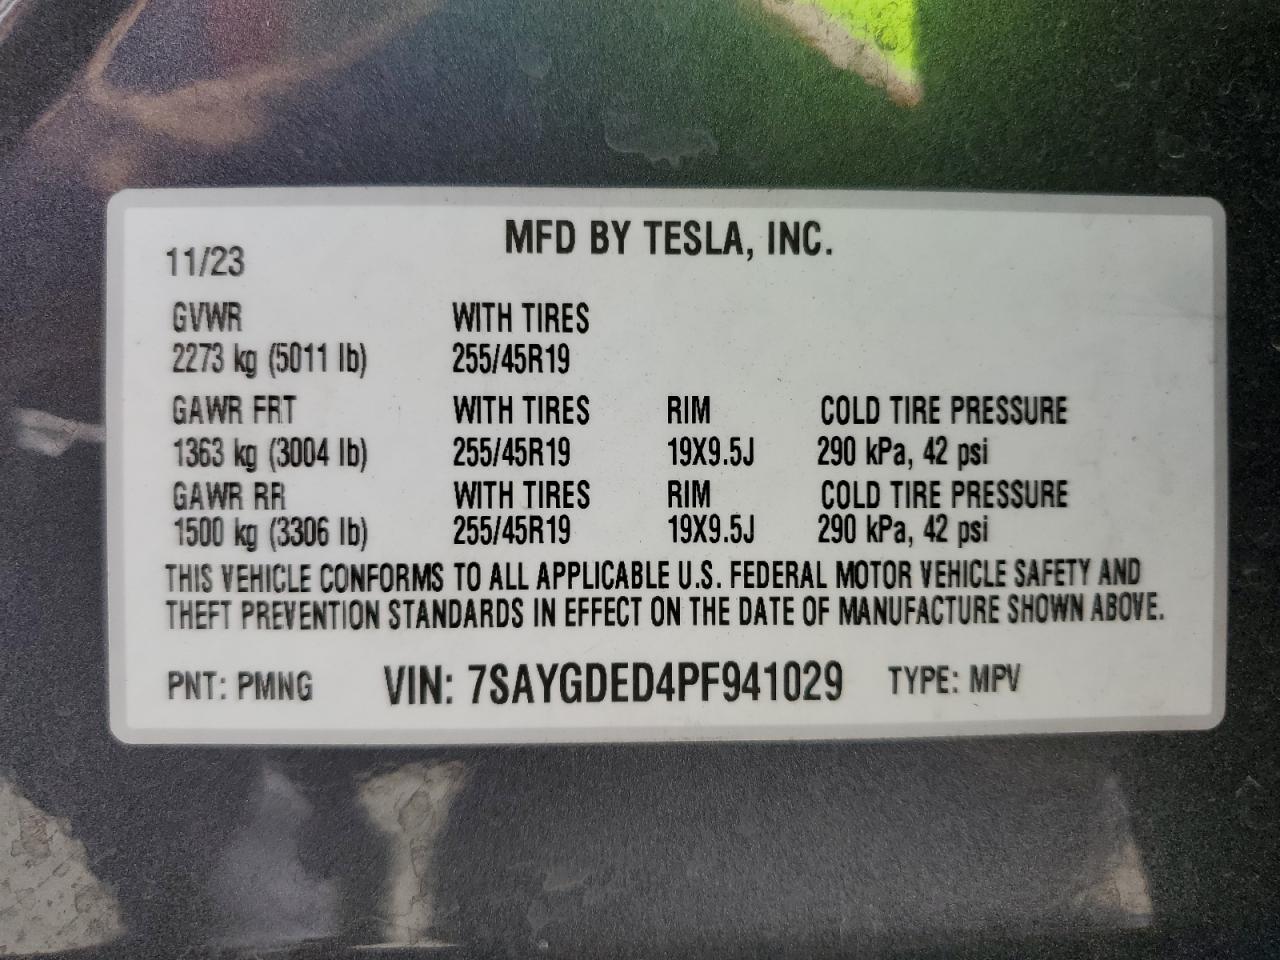 MFD BY TESLA, INC.
11/23
GVWR WITH TIRES
2273 kg (5011 lb) 255/45R19
GAWR FRT WITH TIRES RIM COLD TIRE PRESSURE
1363 kg (3004 lb) 255/45R19 19X9.5J 290 kPa, 42 psi
GAWR RR WITH TIRES RIM COLD TIRE PRESSURE
1500 kg (3306 lb) 255/45R19 19X9.5J 290 kPa, 42 psi
THIS VEHICLE CONFORMS TO ALL APPLICABLE U.S. FEDERAL MOTOR VEHICLE SAFETY AND
THEFT PREVENTION STANDARDS IN EFFECT ON THE DATE OF MANUFACTURE SHOWN ABOVE.
PNT: PMNG VIN: 7SAYGDED4PF941029 TYPE: MPV